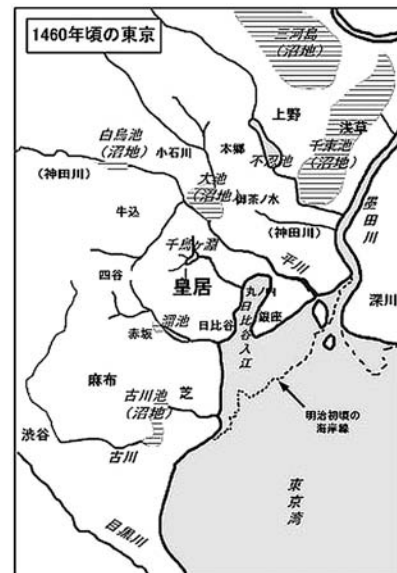 1460年頃の東京
三河島
（沼地）
上野
浅草
千束池
（沼地）
白鳥池
（沼地）
小石川
本郷
不忍池
大池
（沼地）
御茶ノ水
（神田川）
（神田川）
墨田川
牛込
千鳥ヶ淵
平川
四谷
皇居
丸ノ内
銀座
深川
日比谷
日比谷入江
赤坂
溜池
麻布
芝
古川池
（沼地）
明治初頃の
海岸線
渋谷
古川
東京湾
目黒川